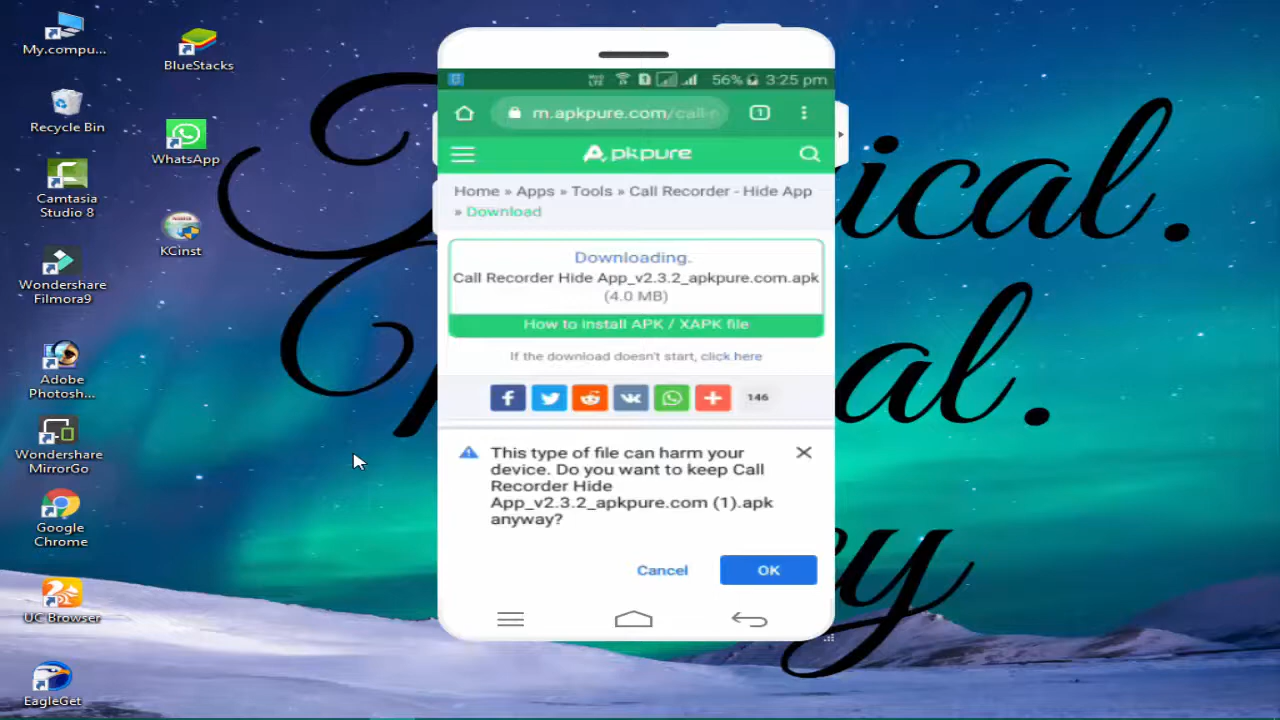 My.compu...
BlueStacks
Recycle Bin
WhatsApp
Camtasia
Studio 8
KCinst
Wondershare
Filmora9
Adobe
Photosh...
Wondershare
MirrorGo
Google
Chrome
UC Browser
EagleGet
56% 3:25 pm
m.apkpure.com/call-r
1
Apkpure
Home » Apps » Tools » Call Recorder - Hide App
» Download
Downloading.
Call Recorder Hide App_v2.3.2_apkpure.com.apk
(4.0 MB)
How to install APK / XAPK file
If the download doesn't start, click here
146
This type of file can harm your
device. Do you want to keep Call
Recorder Hide
App_v2.3.2_apkpure.com (1).apk
anyway?
Cancel OK